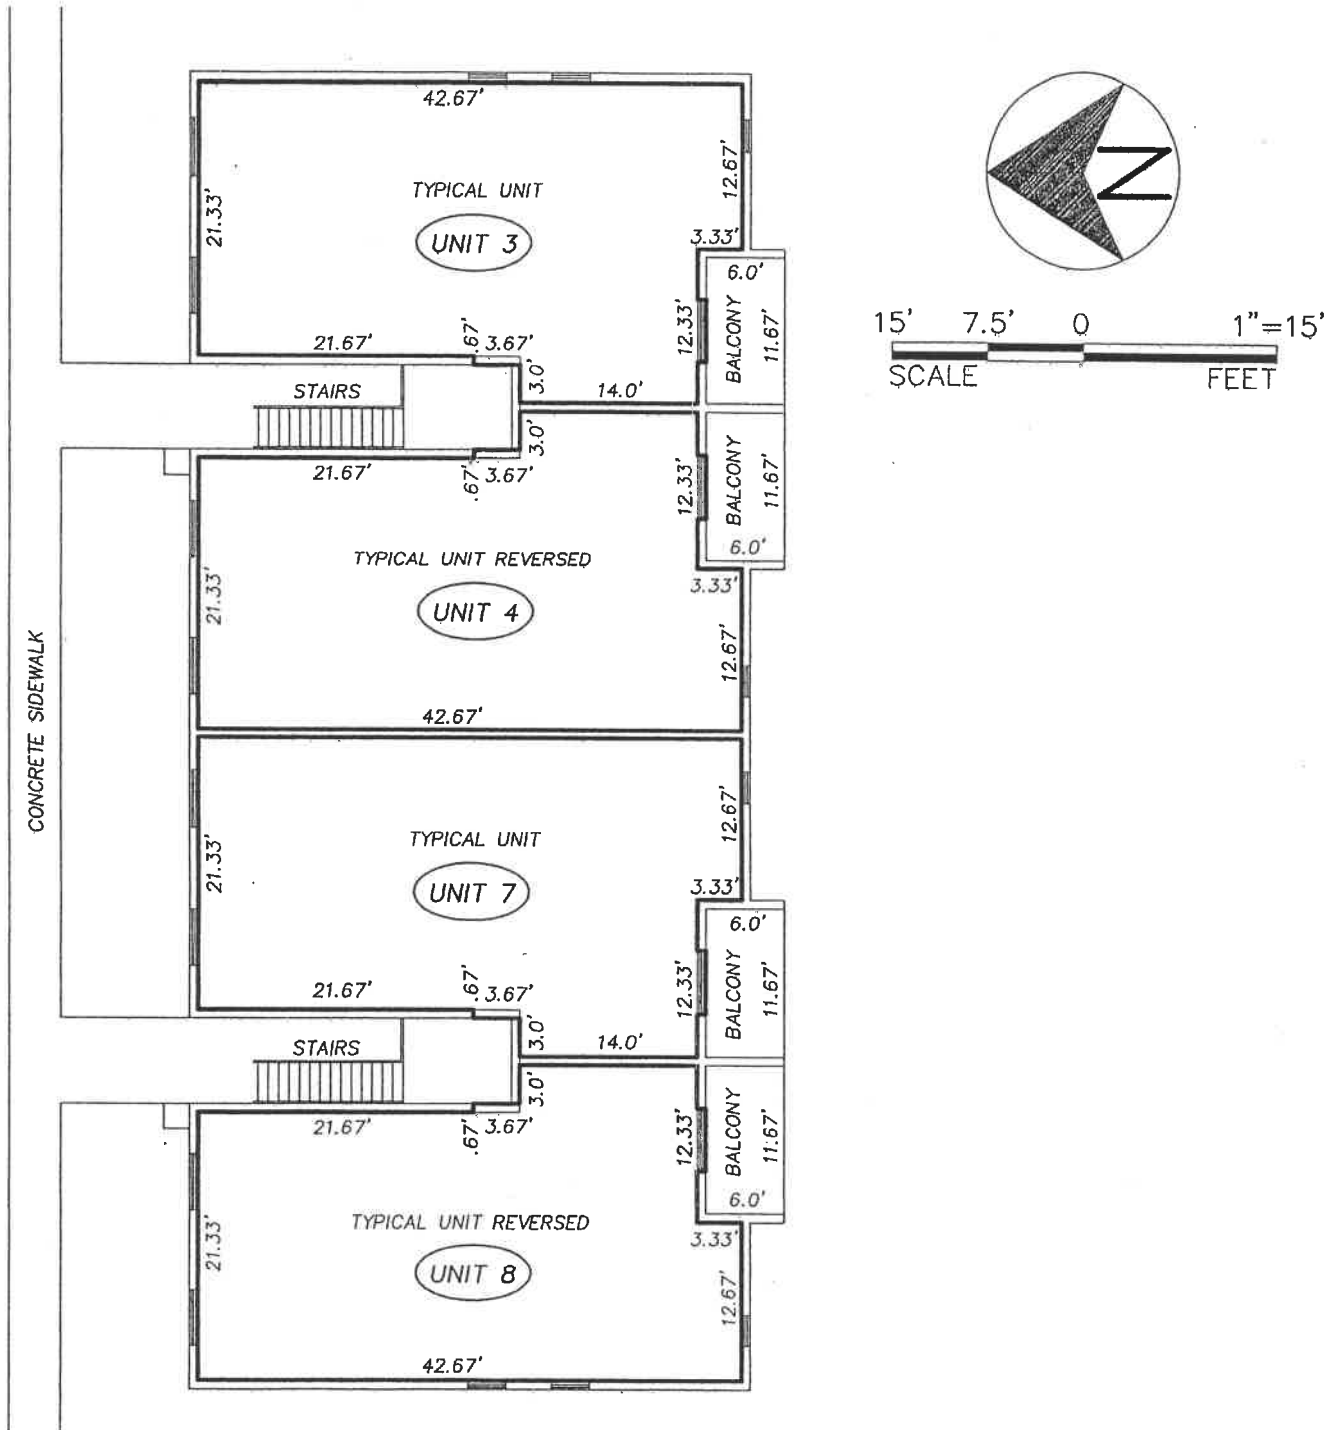 42.67'
TYPICAL UNIT
UNIT 3
21.33'
12.67'
3.33'
6.0'
BALCONY
11.67'
12.33'
21.67'
.67'
3.67'
3.0'
14.0'
STAIRS
N
15' 7.5' 0 1"=15'
SCALE FEET
3.0'
21.67'
.67'
3.67'
12.33'
BALCONY
11.67'
6.0'
TYPICAL UNIT REVERSED
UNIT 4
21.33'
3.33'
12.67'
42.67'
CONCRETE SIDEWALK
TYPICAL UNIT
UNIT 7
21.33'
12.67'
3.33'
6.0'
BALCONY
11.67'
12.33'
21.67'
.67'
3.67'
3.0'
14.0'
STAIRS
3.0'
21.67'
.67'
3.67'
12.33'
BALCONY
11.67'
6.0'
TYPICAL UNIT REVERSED
UNIT 8
21.33'
3.33'
12.67'
42.67'